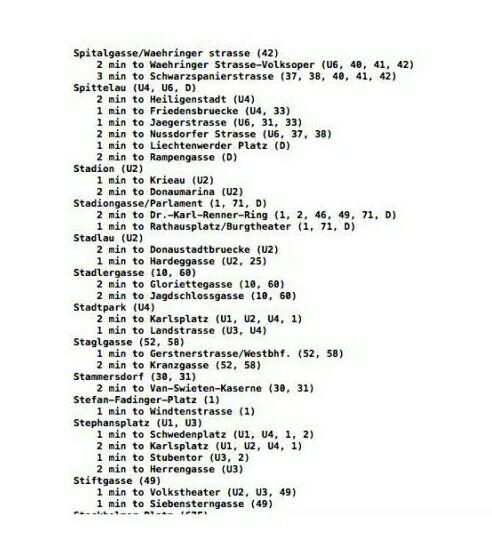 Spitalgasse/Waehringer strasse (42)
2 min to Waehringer Strasse-Volksoper (U6, 40, 41, 42)
3 min to Schwarzspanierstrasse (37, 38, 40, 41, 42)
Spittelau (U4, U6, D)
2 min to Heiligenstadt (U4)
1 min to Friedensbruecke (U4, 33)
1 min to Jaegerstrasse (U6, 31, 33)
2 min to Nussdorfer Strasse (U6, 37, 38)
1 min to Liechtenwerder Platz (D)
2 min to Rampengasse (D)
Stadion (U2)
1 min to Krieau (U2)
2 min to Donaumarina (U2)
Stadiongasse/Parlament (1, 71, D)
2 min to Dr.-Karl-Renner-Ring (1, 2, 46, 49, 71, D)
1 min to Rathausplatz/Burgtheater (1, 71, D)
Stadlau (U2)
2 min to Donaustadtbruecke (U2)
1 min to Hardeggasse (U2, 25)
Stadlergasse (10, 60)
2 min to Gloriettegasse (10, 60)
2 min to Jagdschlossgasse (10, 60)
Stadtpark (U4)
2 min to Karlsplatz (U1, U2, U4, 1)
1 min to Landstrasse (U3, U4)
Staglgasse (52, 58)
1 min to Gerstnerstrasse/Westbhf. (52, 58)
2 min to Kranzgasse (52, 58)
Stammersdorf (30, 31)
2 min to Van-Swieten-Kaserne (30, 31)
Stefan-Fadinger-Platz (1)
1 min to Windtenstrasse (1)
Stephansplatz (U1, U3)
1 min to Schwedenplatz (U1, U4, 1, 2)
2 min to Karlsplatz (U1, U2, U4, 1)
1 min to Stubentor (U3, 2)
2 min to Herrengasse (U3)
Stiftgasse (49)
1 min to Volkstheater (U2, U3, 49)
1 min to Siebensterngasse (49)